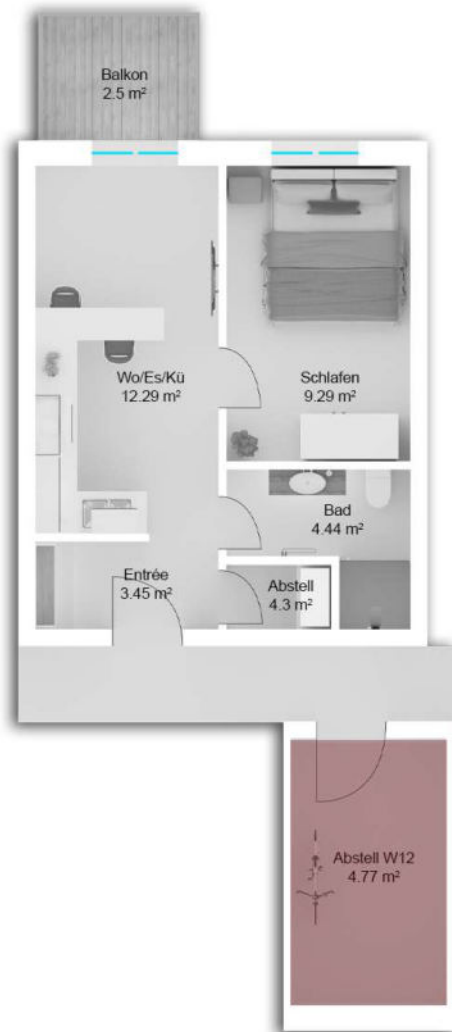 Balkon
2.5 m²
Wo/Es/Kü
12.29 m²
Schlafen
9.29 m²
Bad
4.44 m²
Entrée
3.45 m²
Abstell
4.3 m²
Abstell W12
4.77 m²